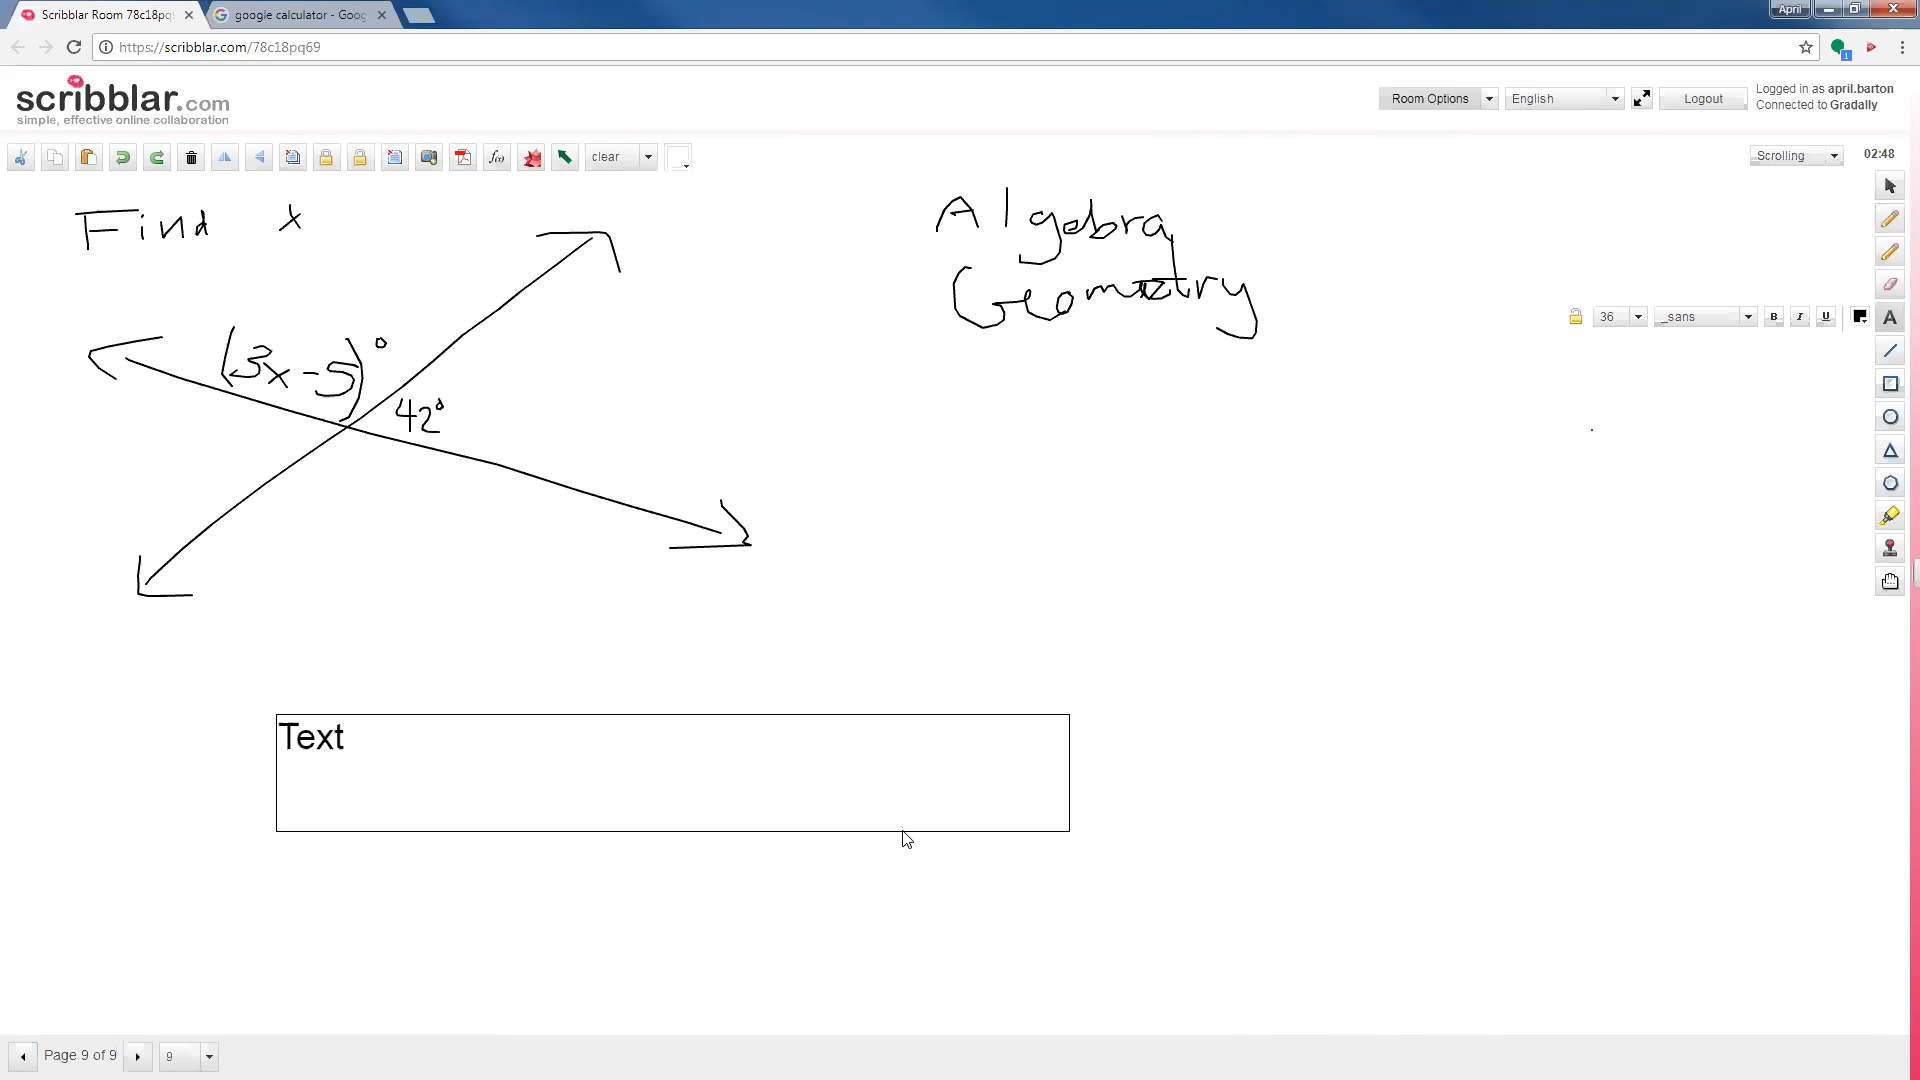 Scribblar Room 78c18pq
google calculator - Goog
April
https://scribblar.com/78c18pq69
1
scribblar.com
simple, effective online collaboration
Room Options
English
Logout
Logged in as april.barton
Connected to Gradally
f(x)
clear
Scrolling
02:48
Find x
Algebra
Geometry
36
_sans
B
I
U
A
(3x-5)°
42°
Text
Page 9 of 9
9